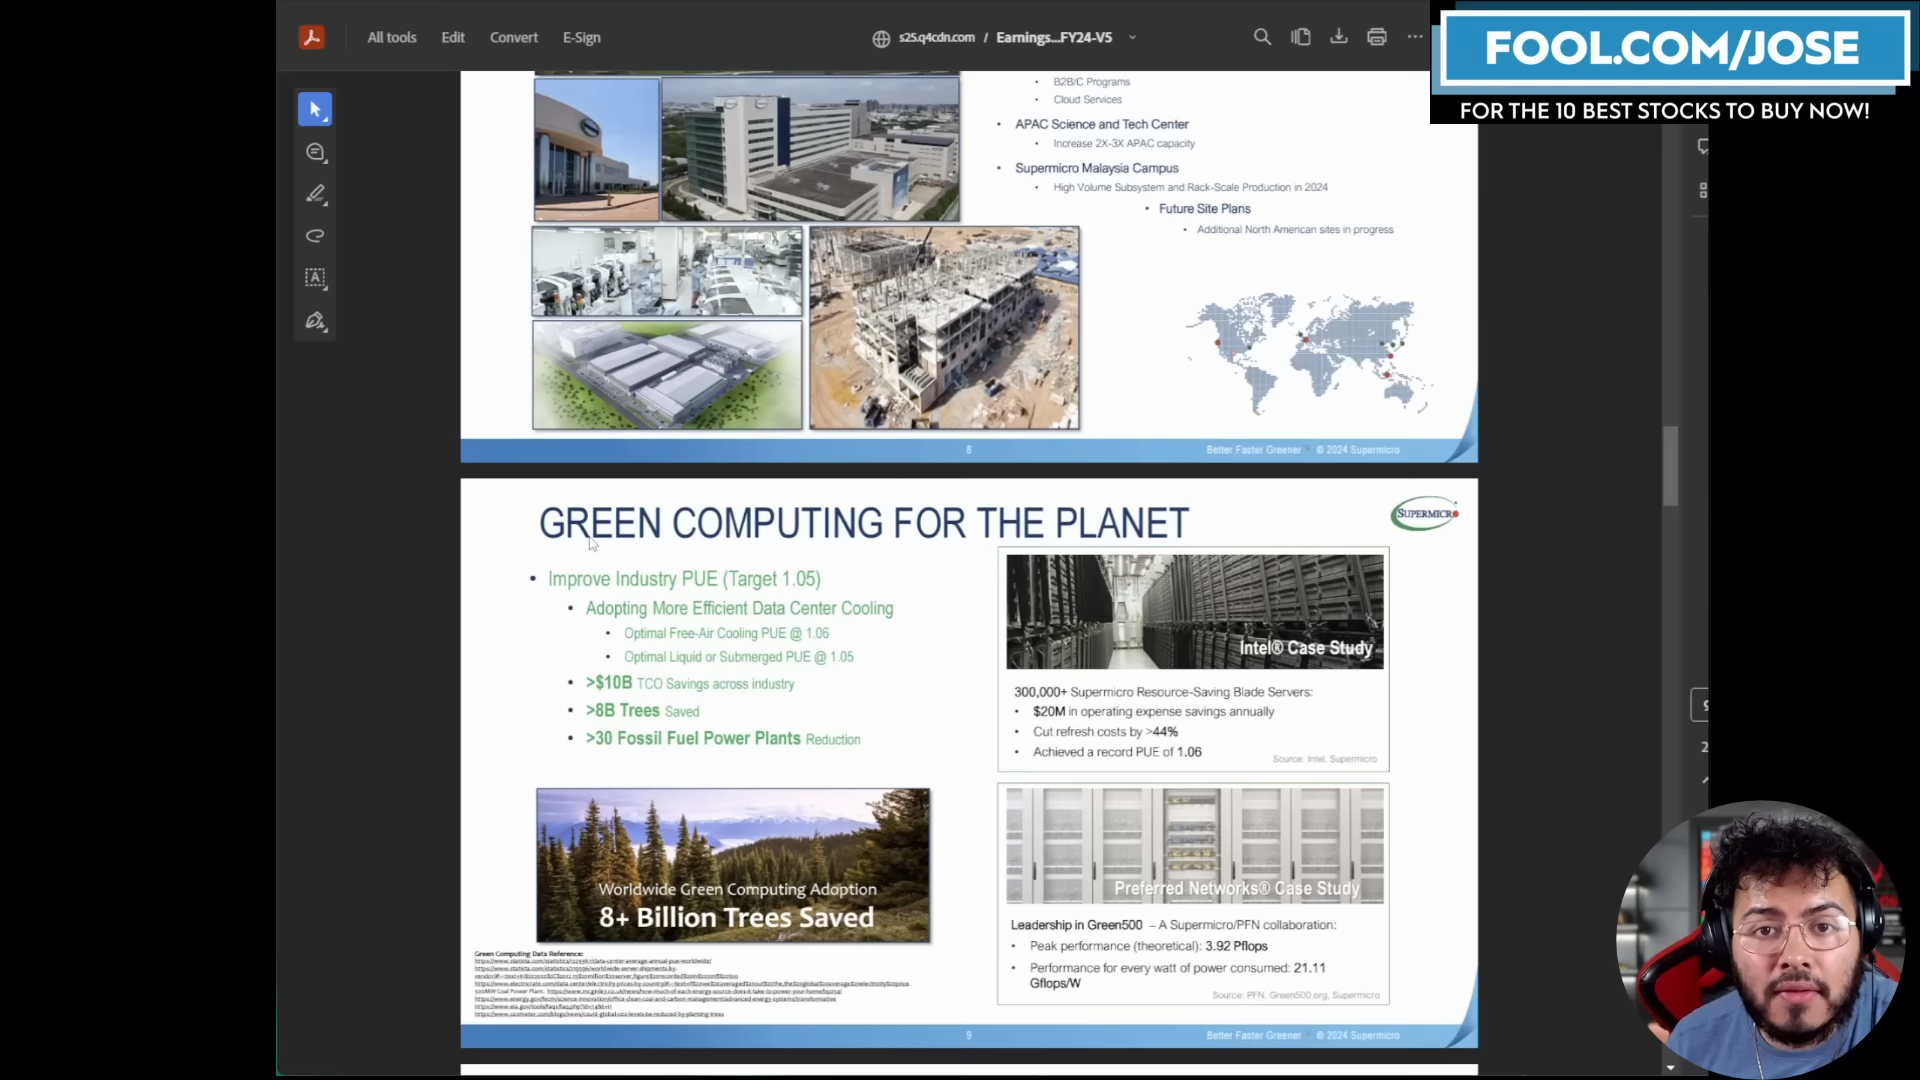 All tools
Edit
Convert
E-Sign
s25.q4cdn.com / Earnings...FY24-V5
FOOL.COM/JOSE
FOR THE 10 BEST STOCKS TO BUY NOW!
• B2B/C Programs
• Cloud Services
• APAC Science and Tech Center
• Increase 2X-3X APAC capacity
• Supermicro Malaysia Campus
• High Volume Subsystem and Rack-Scale Production in 2024
• Future Site Plans
• Additional North American sites in progress
8
Better Faster Greener © 2024 Supermicro
GREEN COMPUTING FOR THE PLANET
SUPERMICR
• Improve Industry PUE (Target 1.05)
• Adopting More Efficient Data Center Cooling
• Optimal Free-Air Cooling PUE @ 1.06
• Optimal Liquid or Submerged PUE @ 1.05
• >$10B TCO Savings across industry
• >8B Trees Saved
• >30 Fossil Fuel Power Plants Reduction
Intel® Case Study
300,000+ Supermicro Resource-Saving Blade Servers:
• $20M in operating expense savings annually
• Cut refresh costs by >44%
• Achieved a record PUE of 1.06
Source: Intel, Supermicro
Worldwide Green Computing Adoption
8+ Billion Trees Saved
Preferred Networks® Case Study
Leadership in Green500 – A Supermicro/PFN collaboration:
• Peak performance (theoretical): 3.92 Pflops
• Performance for every watt of power consumed: 21.11
Gflops/W
Source: PFN, Green500.org, Supermicro
Green Computing Data Reference:
9
Better Faster Greener © 2024 Supermicro